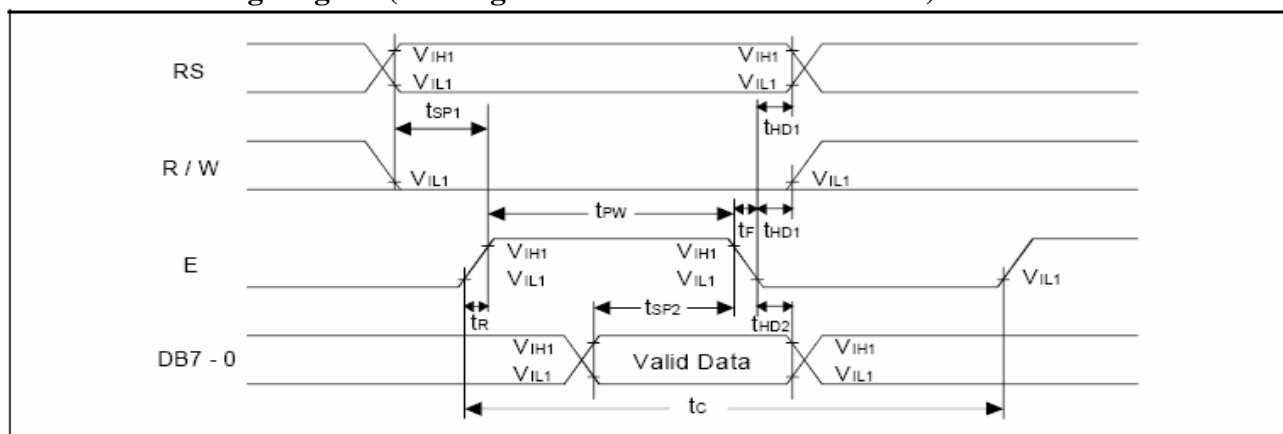 RS
VIH1
VIL1
VIH1
VIL1
tSP1
tHD1
R / W
VIL1
VIL1
tPW
tF
tHD1
E
VIH1
VIL1
VIH1
VIL1
VIL1
tR
tSP2
tHD2
DB7 - 0
VIH1
VIL1
Valid Data
VIH1
VIL1
tC